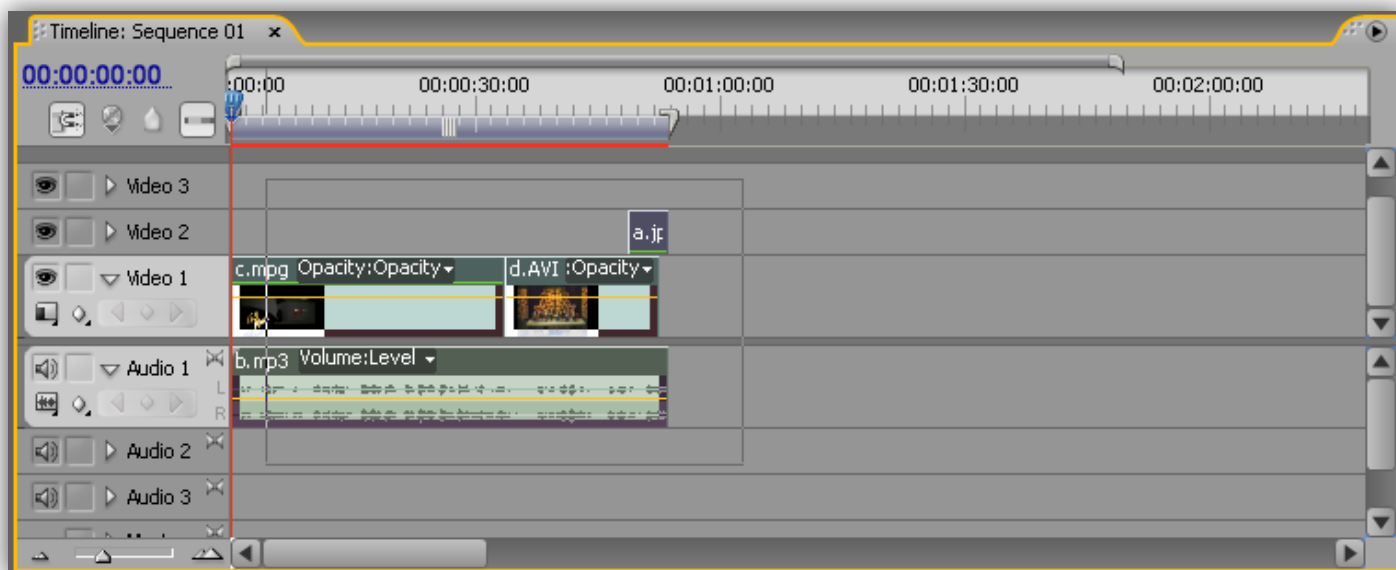 Timeline: Sequence 01 x
00:00:00:00
:00:00 00:00:30:00 00:01:00:00 00:01:30:00 00:02:00:00
Video 3
Video 2 a.jp
Video 1 c.mpg Opacity:Opacity d.AVI :Opacity
Audio 1 b.mp3 Volume:Level
L
R
Audio 2
Audio 3